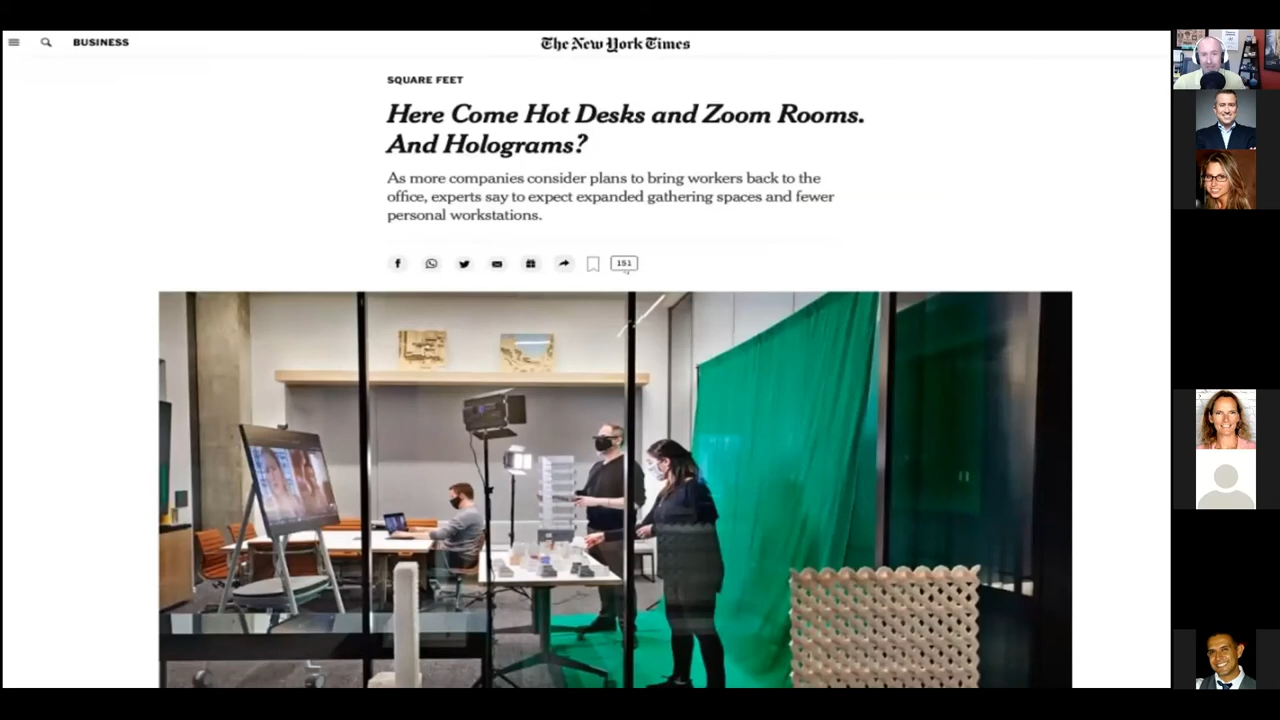 BUSINESS
The New York Times
SQUARE FEET
Here Come Hot Desks and Zoom Rooms.
And Holograms?
As more companies consider plans to bring workers back to the
office, experts say to expect expanded gathering spaces and fewer
personal workstations.
151